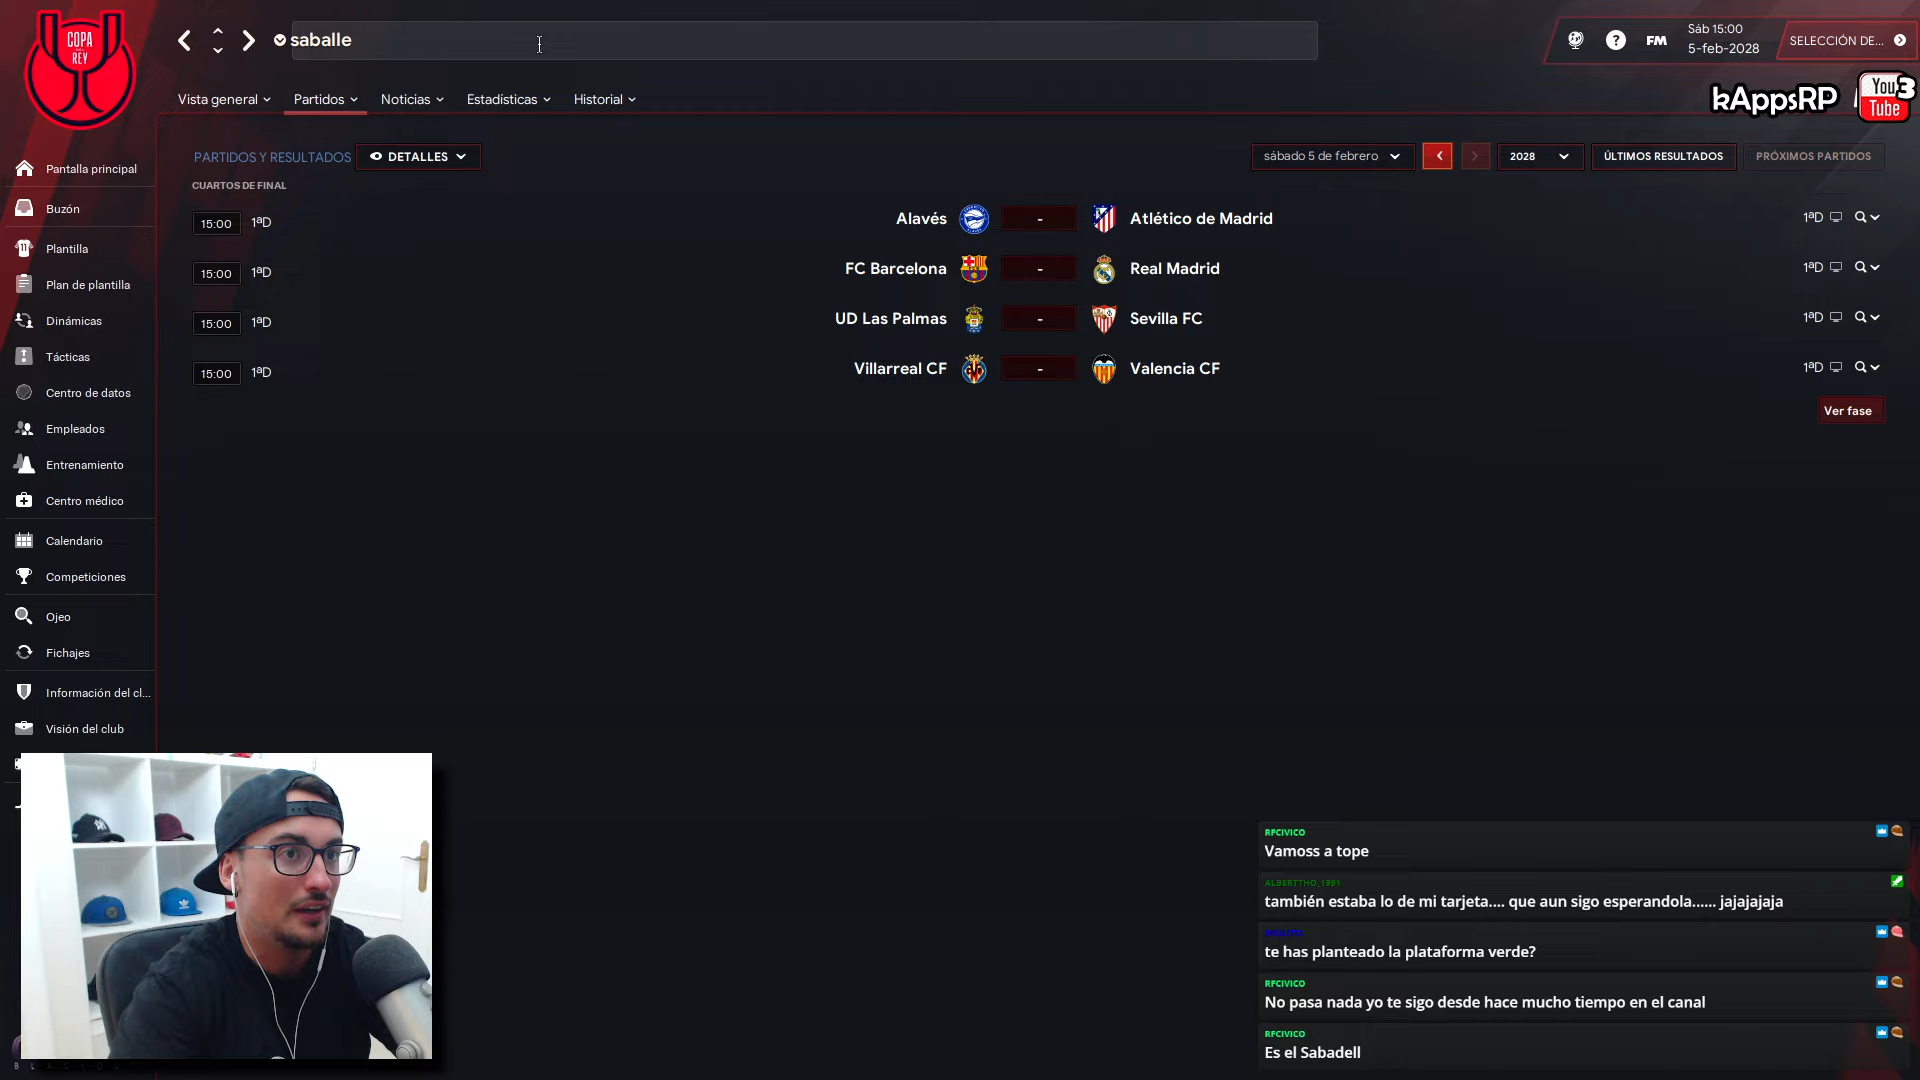 COPA
DEL
REY
saballe
Sáb 15:00
5-feb-2028
FM
SELECCIÓN DE...
Vista general
Partidos
Noticias
Estadísticas
Historial
kAppsRP
You
Tube
3
PARTIDOS Y RESULTADOS
DETALLES
sábado 5 de febrero
2028
ÚLTIMOS RESULTADOS
PRÓXIMOS PARTIDOS
CUARTOS DE FINAL
15:00 1ªD Alavés - Atlético de Madrid 1ªD
15:00 1ªD FC Barcelona - Real Madrid 1ªD
15:00 1ªD UD Las Palmas - Sevilla FC 1ªD
15:00 1ªD Villarreal CF - Valencia CF 1ªD
Ver fase
Pantalla principal
Buzón
Plantilla
Plan de plantilla
Dinámicas
Tácticas
Centro de datos
Empleados
Entrenamiento
Centro médico
Calendario
Competiciones
Ojeo
Fichajes
Información del cl...
Visión del club
RFCIVICO
Vamoss a tope
ALBERTTHO_1991
también estaba lo de mi tarjeta.... que aun sigo esperandola...... jajajajaja
te has planteado la plataforma verde?
RFCIVICO
No pasa nada yo te sigo desde hace mucho tiempo en el canal
RFCIVICO
Es el Sabadell